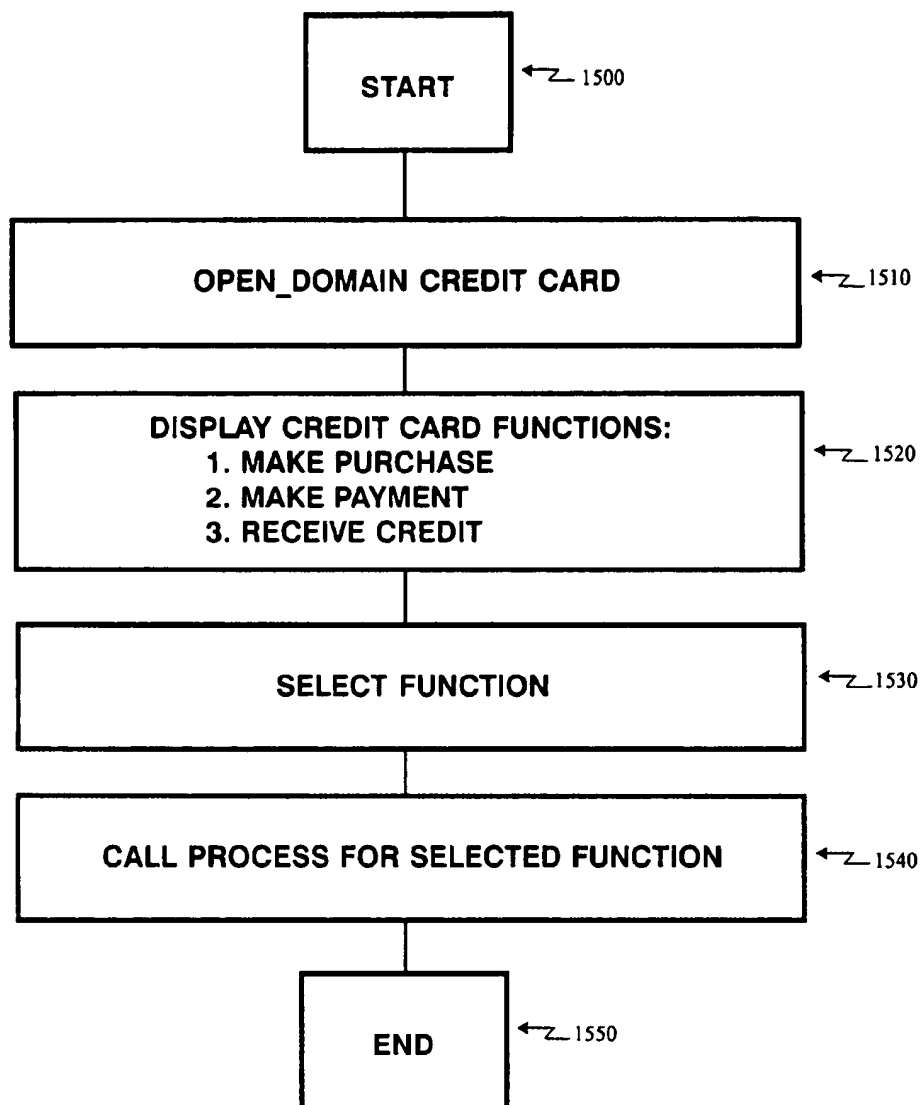 START
1500
OPEN_DOMAIN CREDIT CARD
1510
DISPLAY CREDIT CARD FUNCTIONS:
1. MAKE PURCHASE
2. MAKE PAYMENT
3. RECEIVE CREDIT
1520
SELECT FUNCTION
1530
CALL PROCESS FOR SELECTED FUNCTION
1540
END
1550